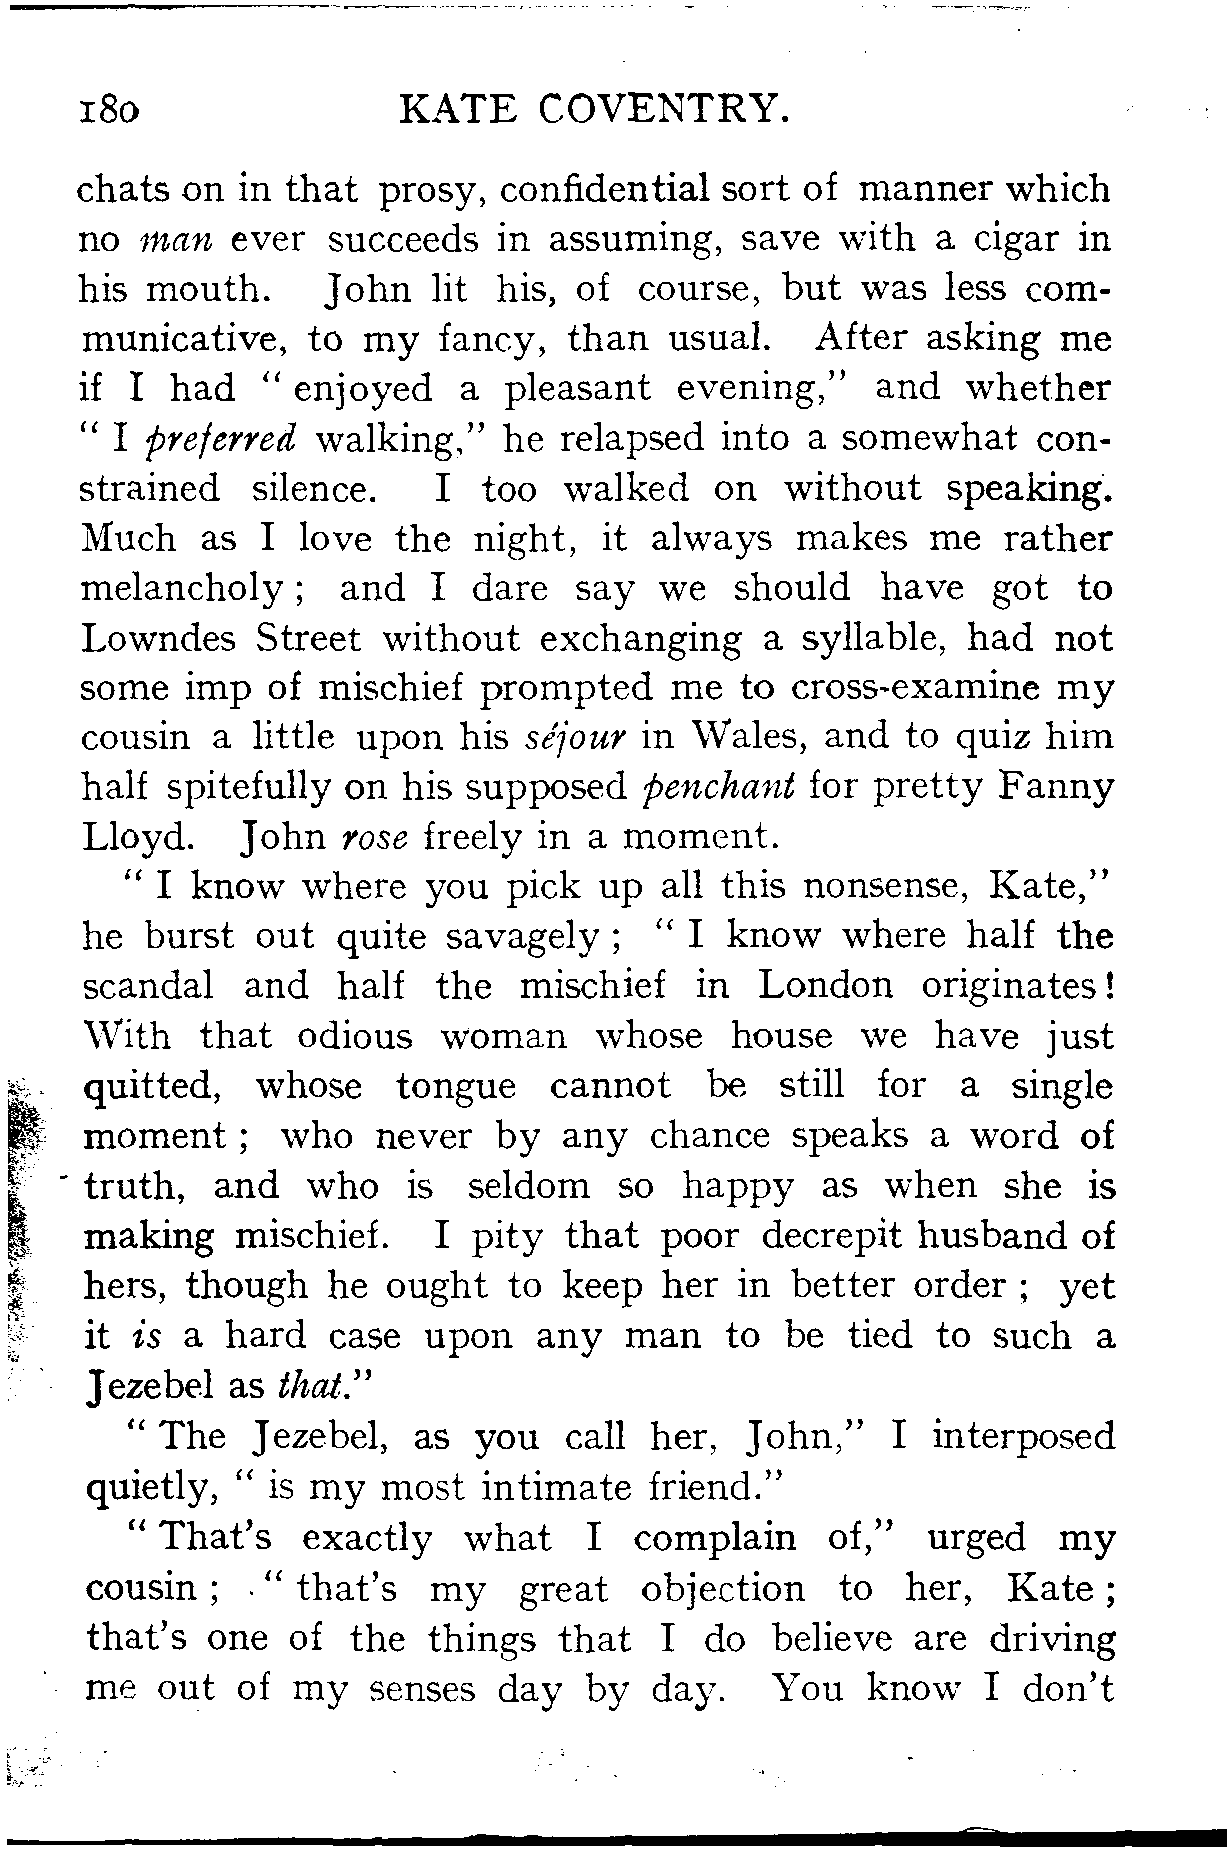 180 KATE COVENTRY.
chats on in that prosy, confidential sort of manner which
no man ever succeeds in assuming, save with a cigar in
his mouth. John lit his, of course, but was less com-
municative, to my fancy, than usual. After asking me
if I had " enjoyed a pleasant evening," and whether
" I preferred walking," he relapsed into a somewhat con-
strained silence. I too walked on without speaking.
Much as I love the night, it always makes me rather
melancholy ; and I dare say we should have got to
Lowndes Street without exchanging a syllable, had not
some imp of mischief prompted me to cross-examine my
cousin a little upon his séjour in Wales, and to quiz him
half spitefully on his supposed penchant for pretty Fanny
Lloyd. John rose freely in a moment.
" I know where you pick up all this nonsense, Kate,"
he burst out quite savagely ; " I know where half the
scandal and half the mischief in London originates !
With that odious woman whose house we have just
quitted, whose tongue cannot be still for a single
moment ; who never by any chance speaks a word of
truth, and who is seldom so happy as when she is
making mischief. I pity that poor decrepit husband of
hers, though he ought to keep her in better order ; yet
it is a hard case upon any man to be tied to such a
Jezebel as that."
" The Jezebel, as you call her, John," I interposed
quietly, " is my most intimate friend."
" That's exactly what I complain of," urged my
cousin ; " that's my great objection to her, Kate ;
that's one of the things that I do believe are driving
me out of my senses day by day. You know I don't